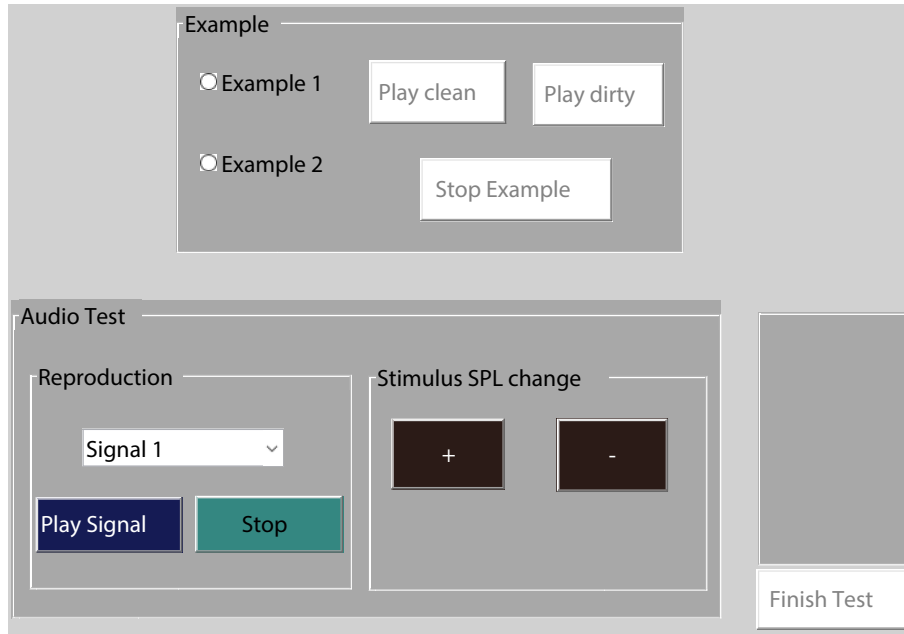 Example
Example 1
Play clean
Play dirty
Example 2
Stop Example
Audio Test
Reproduction
Signal 1
Play Signal
Stop
Stimulus SPL change
+
-
Finish Test